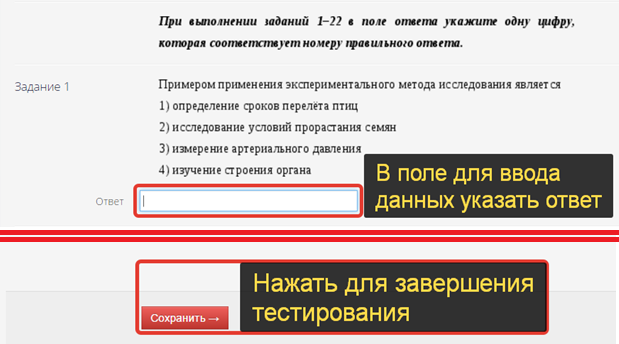 При выполнении заданий 1–22 в поле ответа укажите одну цифру,
которая соответствует номеру правильного ответа.
Задание 1
Примером применения экспериментального метода исследования является
1) определение сроков перелёта птиц
2) исследование условий прорастания семян
3) измерение артериального давления
4) изучение строения органа
В поле для ввода
данных указать ответ
Ответ
Нажать для завершения
тестирования
Сохранить →